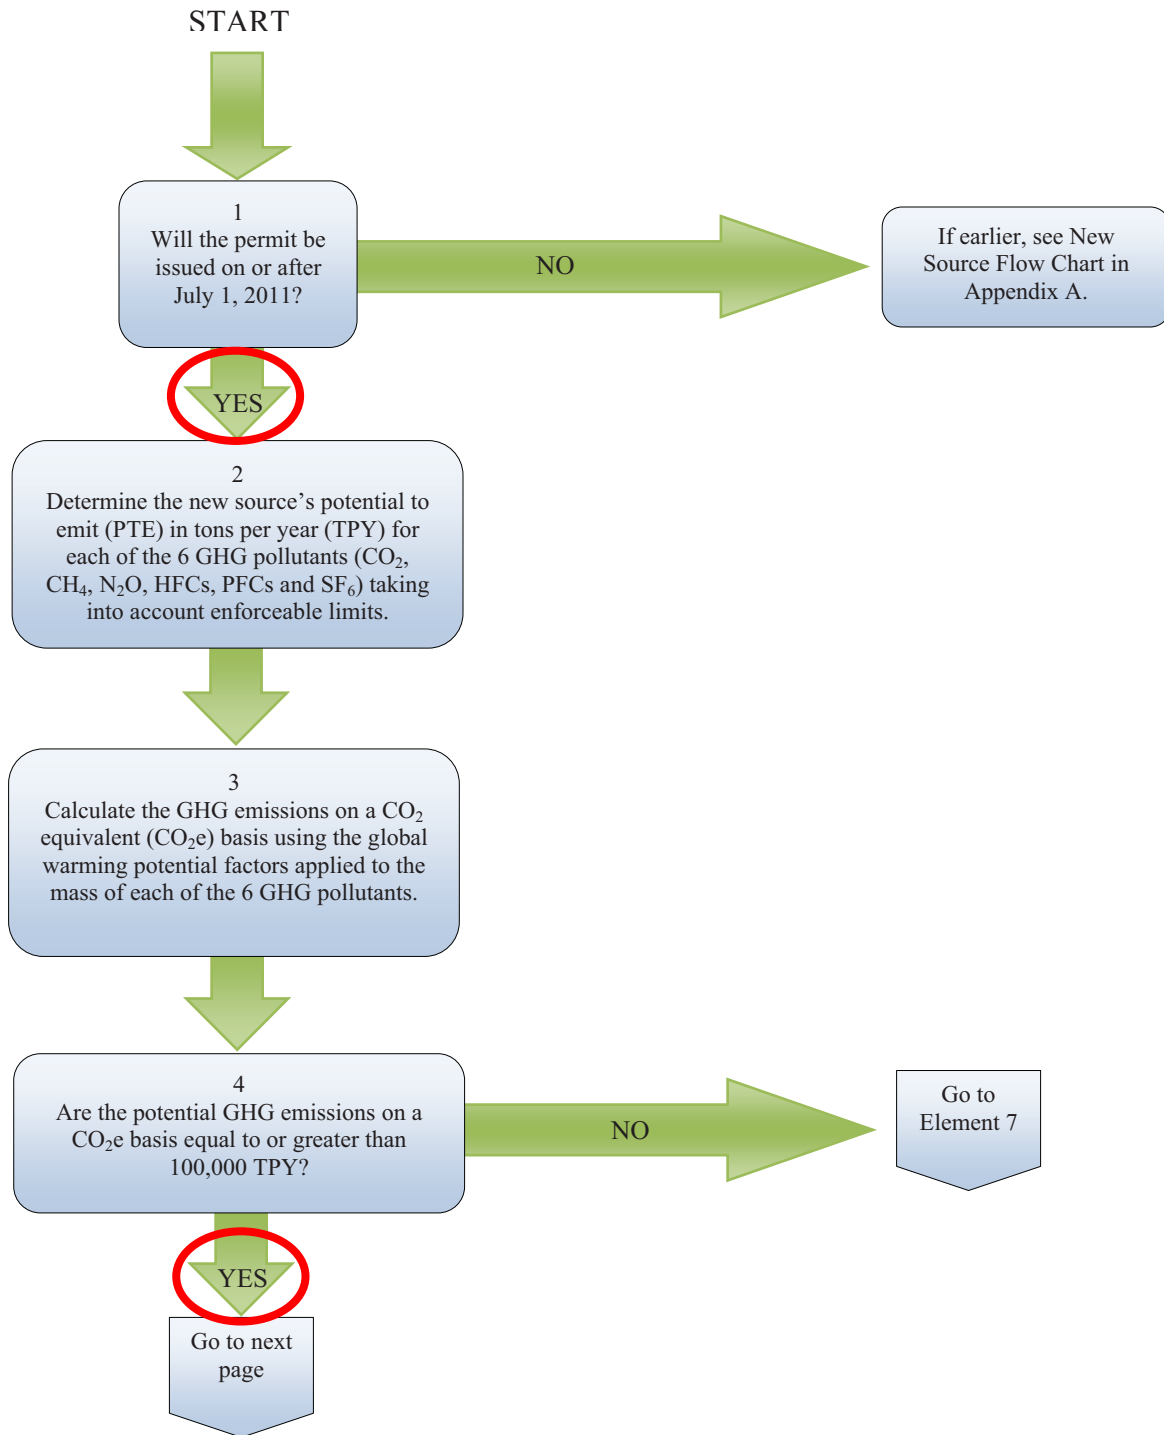 START
1
Will the permit be
issued on or after
July 1, 2011?
NO
If earlier, see New
Source Flow Chart in
Appendix A.
YES
2
Determine the new source’s potential to
emit (PTE) in tons per year (TPY) for
each of the 6 GHG pollutants (CO₂,
CH₄, N₂O, HFCs, PFCs and SF₆) taking
into account enforceable limits.
3
Calculate the GHG emissions on a CO₂
equivalent (CO₂e) basis using the global
warming potential factors applied to the
mass of each of the 6 GHG pollutants.
4
Are the potential GHG emissions on a
CO₂e basis equal to or greater than
100,000 TPY?
NO
Go to
Element 7
YES
Go to next
page